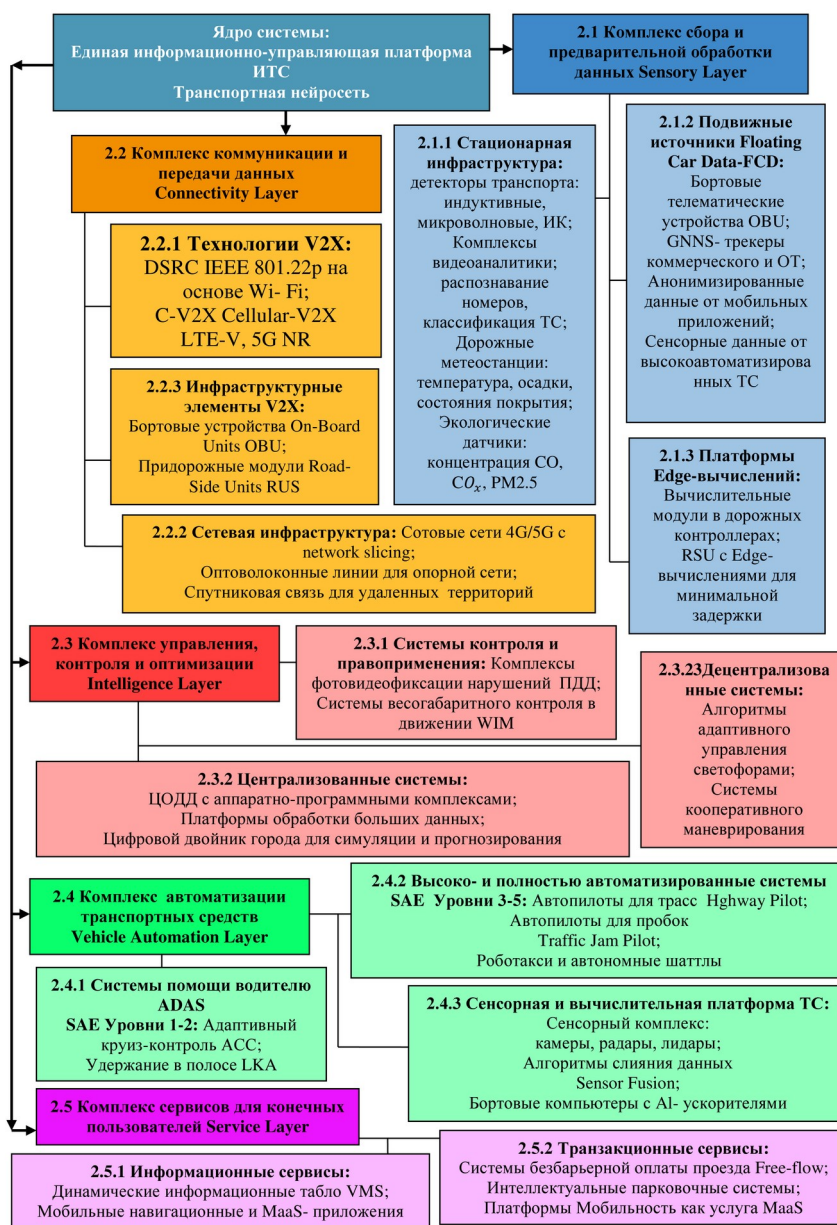 Ядро системы:
Единая информационно-управляющая платформа
ИТС
Транспортная нейросеть
2.1 Комплекс сбора и
предварительной обработки
данных Sensory Layer
2.2 Комплекс коммуникации и
передачи данных
Connectivity Layer
2.1.1 Стационарная
инфраструктура:
детекторы транспорта:
индуктивные,
микроволновые, ИК;
Комплексы
видеоаналитики;
распознавание
номеров,
классификация ТС;
Дорожные
метеостанции:
температура, осадки,
состояния покрытия;
Экологические
датчики:
концентрация СО,
CO_x, PM2.5
2.1.2 Подвижные
источники Floating
Car Data-FCD:
Бортовые
телематические
устройства OBU;
GNNS- трекеры
коммерческого и ОТ;
Анонимизированные
данные от мобильных
приложений;
Сенсорные данные от
высокоавтоматизирова
нных ТС
2.2.1 Технологии V2X:
DSRC IEEE 801.22p на
основе Wi- Fi;
C-V2X Cellular-V2X
LTE-V, 5G NR
2.2.3 Инфраструктурные
элементы V2X:
Бортовые устройства On-Board
Units OBU;
Придорожные модули Road-
Side Units RUS
2.1.3 Платформы
Edge-вычислений:
Вычислительные
модули в дорожных
контроллерах;
RSU с Edge-
вычислениями для
минимальной
задержки
2.2.2 Сетевая инфраструктура: Сотовые сети 4G/5G с
network slicing;
Оптоволоконные линии для опорной сети;
Спутниковая связь для удаленных территорий
2.3 Комплекс управления,
контроля и оптимизации
Intelligence Layer
2.3.1 Системы контроля и
правоприменения: Комплексы
фотовидеофиксации нарушений ПДД;
Системы весогабаритного контроля в
движении WIM
2.3.23Децентрализова
нные системы:
Алгоритмы
адаптивного
управления
светофорами;
Системы
кооперативного
маневрирования
2.3.2 Централизованные системы:
ЦОДД с аппаратно-программными комплексами;
Платформы обработки больших данных;
Цифровой двойник города для симуляции и прогнозирования
2.4 Комплекс автоматизации
транспортных средств
Vehicle Automation Layer
2.4.2 Высоко- и полностью автоматизированные системы
SAE Уровни 3-5: Автопилоты для трасс Hghway Pilot;
Автопилоты для пробок
Traffic Jam Pilot;
Роботакси и автономные шаттлы
2.4.1 Системы помощи водителю
ADAS
SAE Уровни 1-2: Адаптивный
круиз-контроль ACC;
Удержание в полосе LKA
2.4.3 Сенсорная и вычислительная платформа ТС:
Сенсорный комплекс:
камеры, радары, лидары;
Алгоритмы слияния данных
Sensor Fusion;
Бортовые компьютеры с Al- ускорителями
2.5 Комплекс сервисов для конечных
пользователей Service Layer
2.5.1 Информационные сервисы:
Динамические информационные табло VMS;
Мобильные навигационные и MaaS- приложения
2.5.2 Транзакционные сервисы:
Системы безбарьерной оплаты проезда Free-flow;
Интеллектуальные парковочные системы;
Платформы Мобильность как услуга MaaS